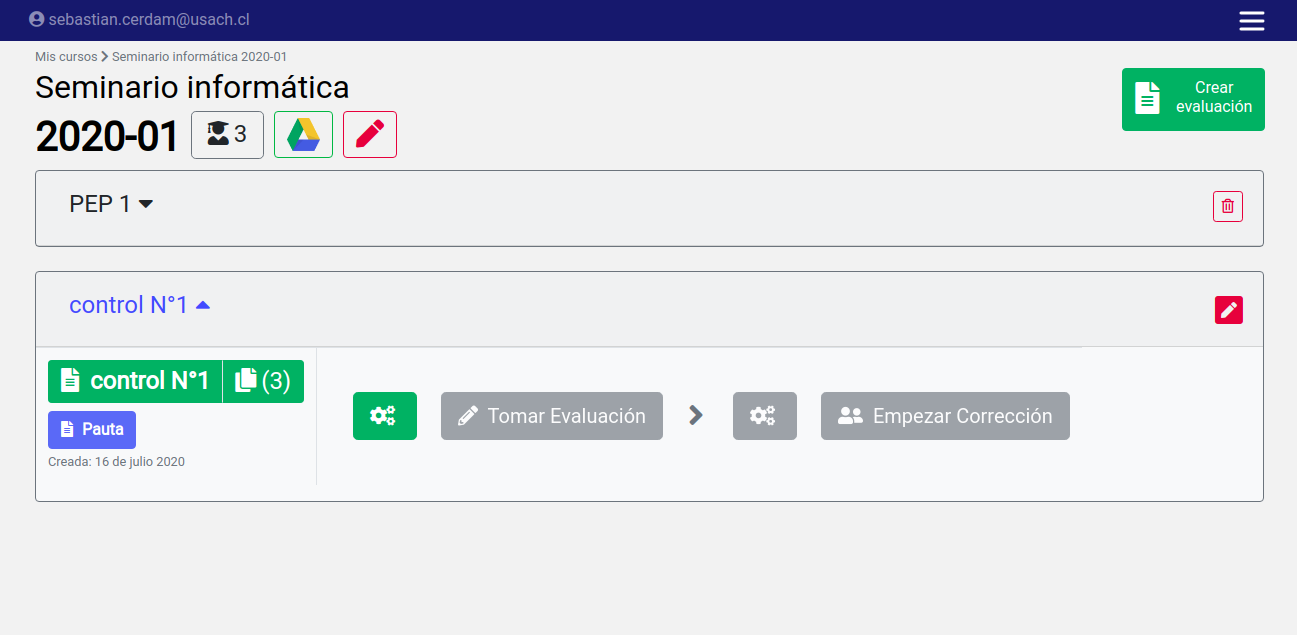 sebastian.cerdam@usach.cl
Mis cursos Seminario informática 2020-01
Seminario informática
2020-01 3
Crear
evaluación
PEP 1
control N°1
control N°1 (3)
Pauta
Creada: 16 de julio 2020
Tomar Evaluación
Empezar Corrección